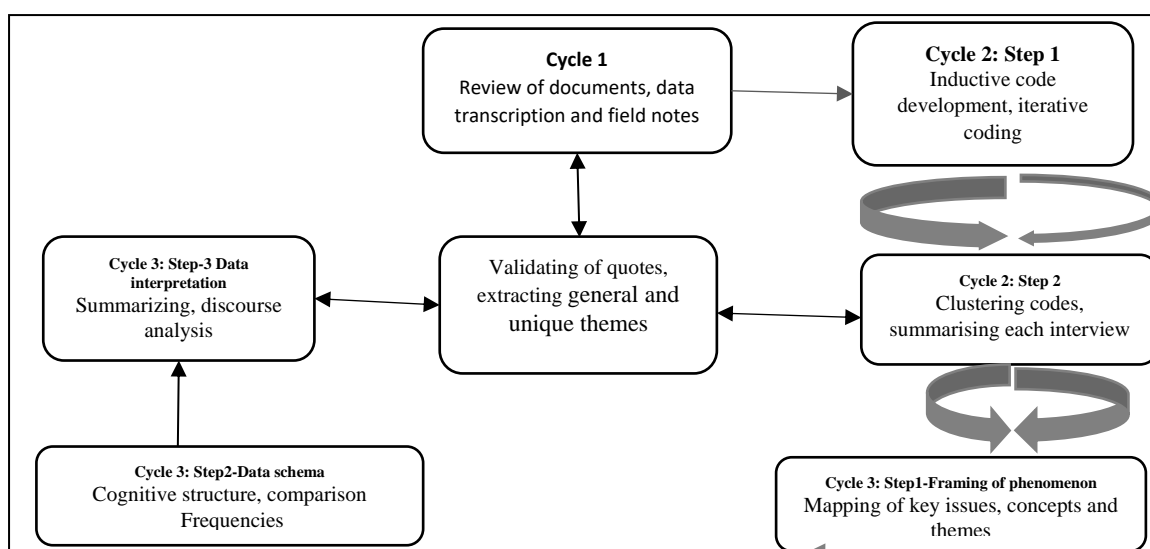 Cycle 1
Review of documents, data
transcription and field notes
Cycle 2: Step 1
Inductive code
development, iterative
coding
Cycle 3: Step-3 Data
interpretation
Summarizing, discourse
analysis
Validating of quotes,
extracting general and
unique themes
Cycle 2: Step 2
Clustering codes,
summarising each interview
Cycle 3: Step2-Data schema
Cognitive structure, comparison
Frequencies
Cycle 3: Step1-Framing of phenomenon
Mapping of key issues, concepts and
themes